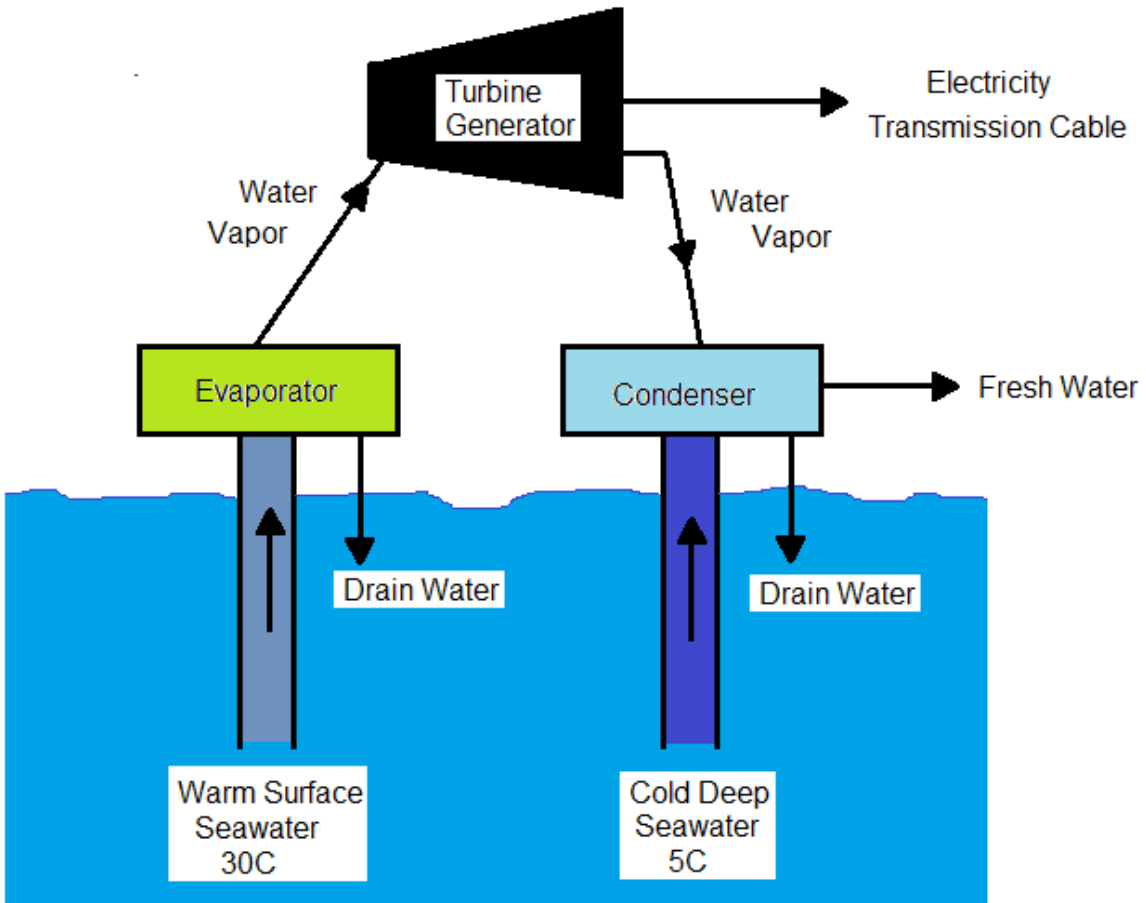 Turbine
Generator
Electricity
Transmission Cable
Water
Vapor
Water
Vapor
Evaporator
Condenser
Fresh Water
Drain Water
Drain Water
Warm Surface
Seawater
30C
Cold Deep
Seawater
5C